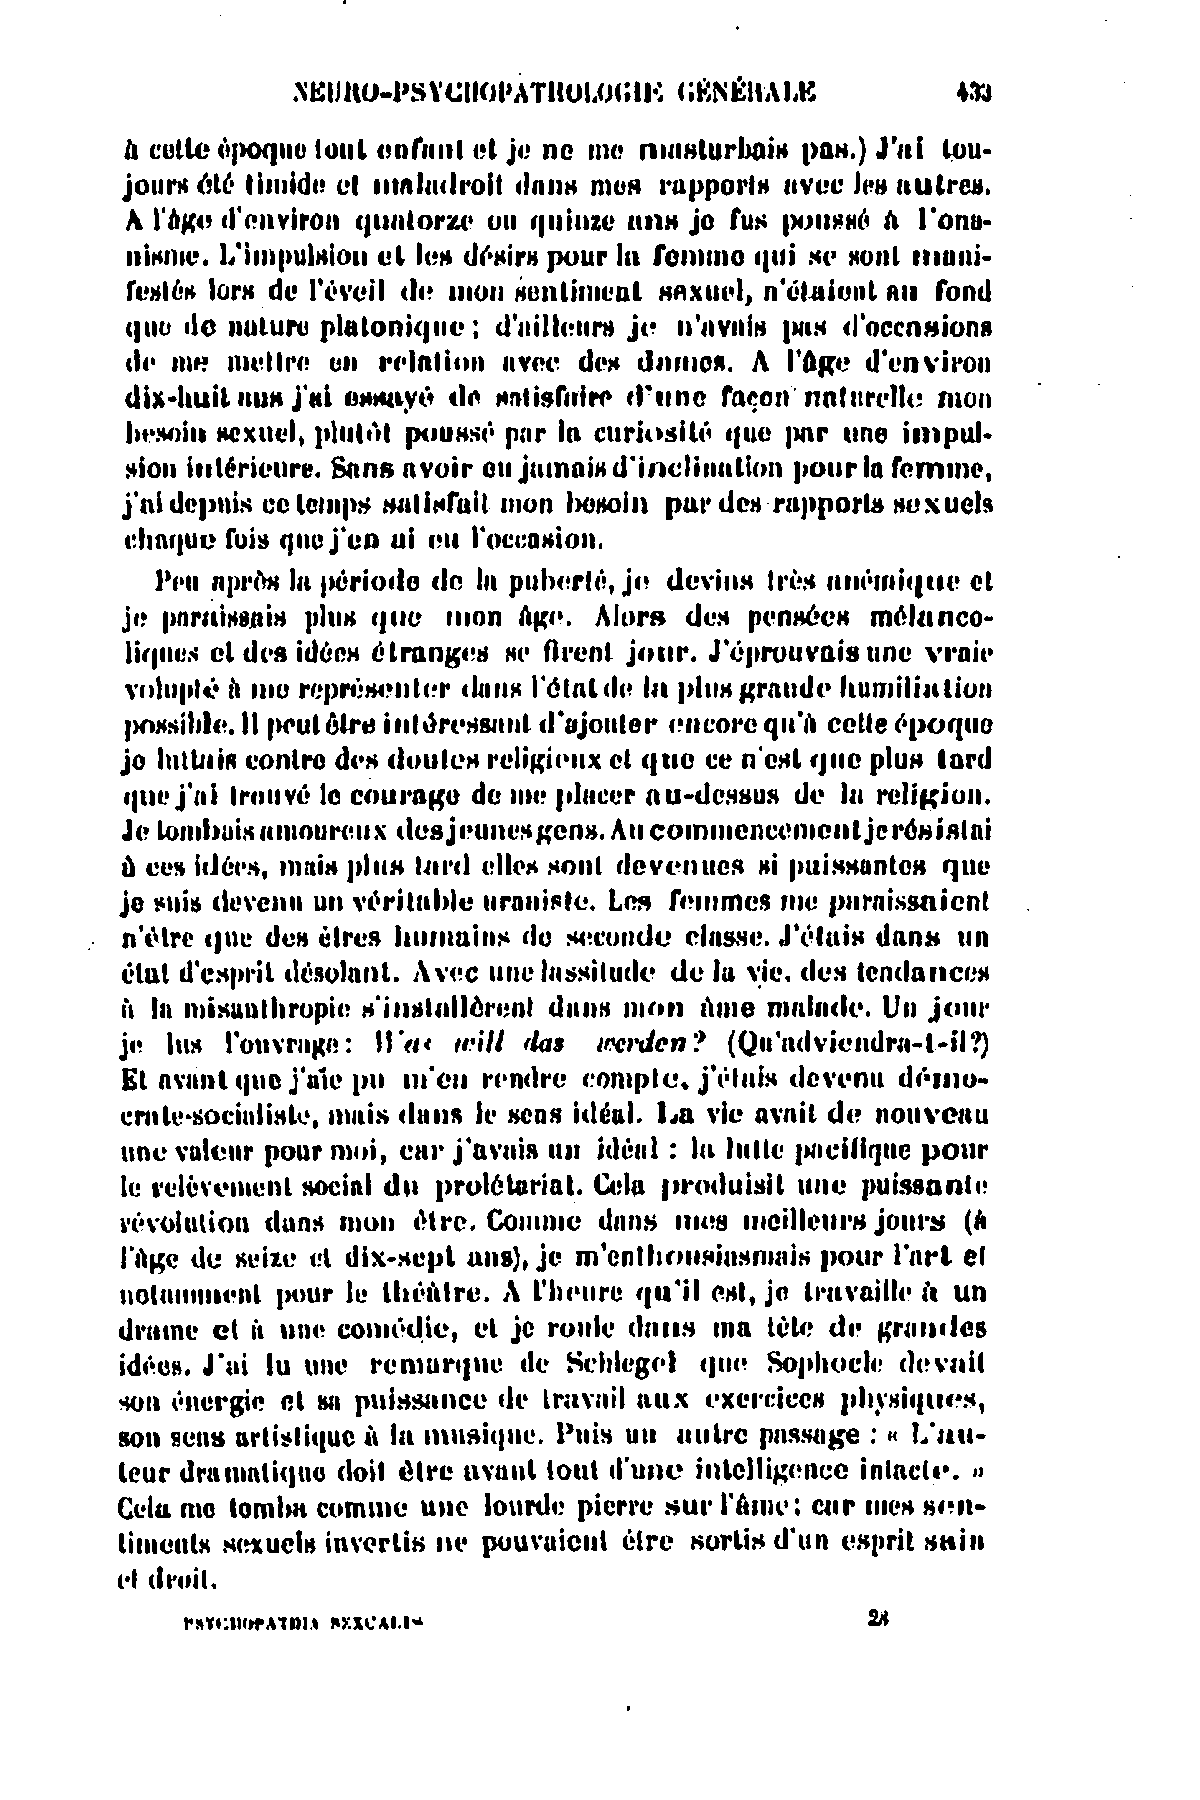 NEURO-PSYCHOPATHOLOGIE GÉNÉRALE 433
à cette époque tout enfant et je ne me masturbais pas.) J'ai tou-
jours été timide et maladroit dans mes rapports avec les autres.
A l'âge d'environ quatorze ou quinze ans je fus poussé à l'ona-
nisme. L'impulsion et les désirs pour la femme qui se sont mani-
festés lors de l'éveil de mon sentiment sexuel, n'étaient au fond
que de nature platonique; d'ailleurs je n'avais pas d'occasions
de me mettre en relation avec des dames. A l'âge d'environ
dix-huit ans j'ai essayé de satisfaire d'une façon naturelle mon
besoin sexuel, plutôt poussé par la curiosité que par une impul-
sion intérieure. Sans avoir eu jamais d'inclination pour la femme,
j'ai depuis ce temps satisfait mon besoin par des rapports sexuels
chaque fois que j'en ai eu l'occasion.
Peu après la période de la puberté, je devins très anémique et
je paraissais plus que mon âge. Alors des pensées mélanco-
liques et des idées étranges se firent jour. J'éprouvais une vraie
volupté à me représenter dans l'état de la plus grande humiliation
possible. Il peut être intéressant d'ajouter encore qu'à cette époque
je luttais contre des doutes religieux et que ce n'est que plus tard
que j'ai trouvé le courage de me placer au-dessus de la religion.
Je tombais amoureux des jeunes gens. Au commencement je résistai
à ces idées, mais plus tard elles sont devenues si puissantes que
je suis devenu un véritable uraniste. Les femmes me paraissaient
n'être que des êtres humains de seconde classe. J'étais dans un
état d'esprit désolant. Avec une lassitude de la vie, des tendances
à la misanthropie s'installèrent dans mon âme malade. Un jour
je lus l'ouvrage: Was will das werden? (Qu'adviendra-t-il?)
Et avant que j'aie pu m'en rendre compte, j'étais devenu démo-
crate-socialiste, mais dans le sens idéal. La vie avait de nouveau
une valeur pour moi, car j'avais un idéal : la lutte pacifique pour
le relèvement social du prolétariat. Cela produisit une puissante
révolution dans mon être. Comme dans mes meilleurs jours (à
l'âge de seize et dix-sept ans), je m'enthousiasmais pour l'art et
notamment pour le théâtre. A l'heure qu'il est, je travaille à un
drame et à une comédie, et je roule dans ma tête de grandes
idées. J'ai lu une remarque de Schlegel que Sophocle devait
son énergie et sa puissance de travail aux exercices physiques,
son sens artistique à la musique. Puis un autre passage : « L'au-
teur dramatique doit être avant tout d'une intelligence intacte. »
Cela me tomba comme une lourde pierre sur l'âme; car mes sen-
timents sexuels invertis ne pouvaient être sortis d'un esprit sain
et droit.
PSYCHOPATHIA SEXUALIS 28